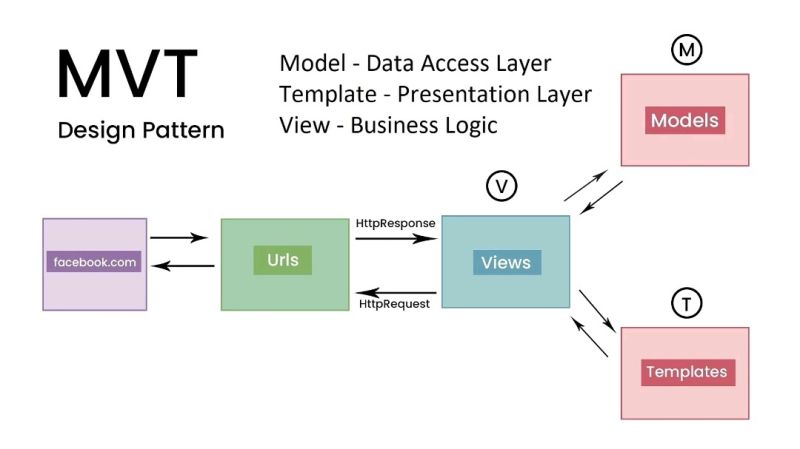 MVT
Design Pattern
Model - Data Access Layer
Template - Presentation Layer
View - Business Logic
M
Models
V
facebook.com
Urls
HttpResponse
Views
HttpRequest
T
Templates